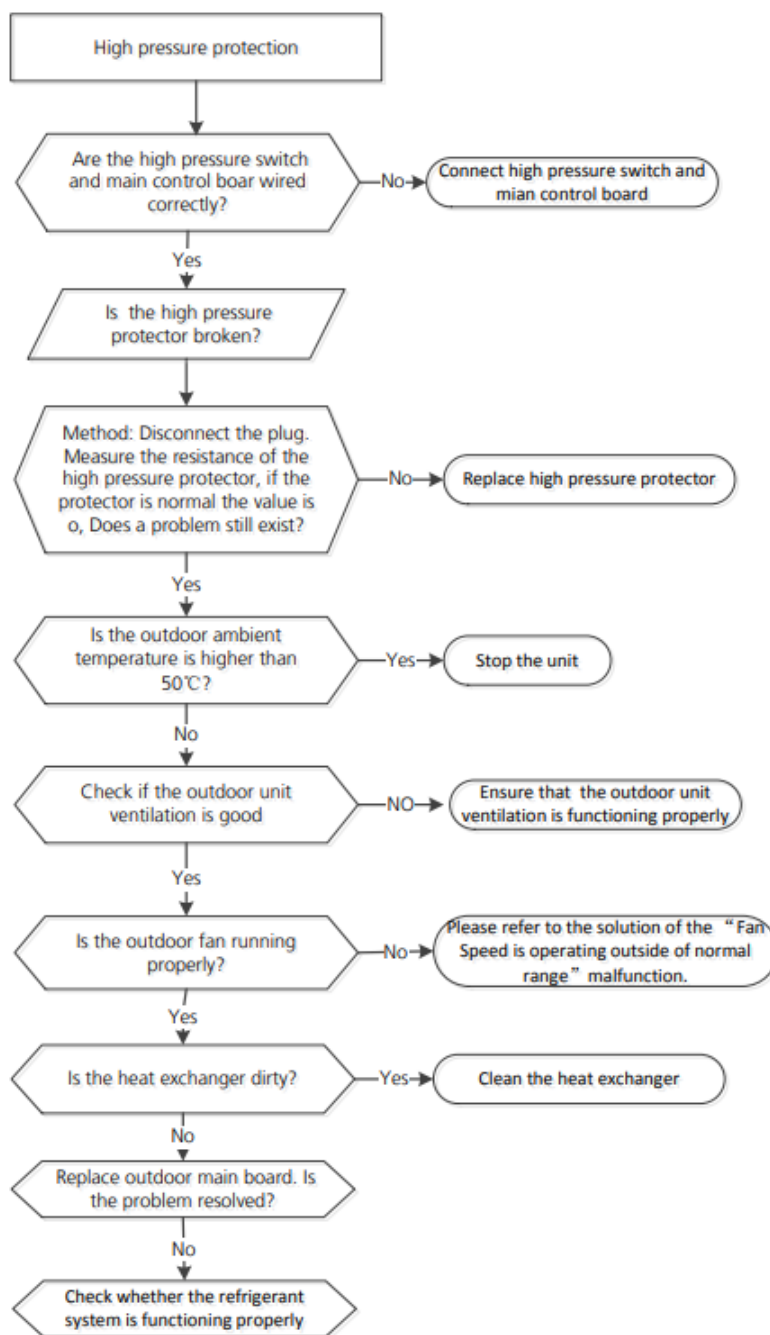 High pressure protection
Are the high pressure switch
and main control boar wired
correctly?
No
Connect high pressure switch and
mian control board
Yes
Is the high pressure
protector broken?
Method: Disconnect the plug.
Measure the resistance of the
high pressure protector, if the
protector is normal the value is
o, Does a problem still exist?
No
Replace high pressure protector
Yes
Is the outdoor ambient
temperature is higher than
50℃?
Yes
Stop the unit
No
Check if the outdoor unit
ventilation is good
NO
Ensure that the outdoor unit
ventilation is functioning properly
Yes
Is the outdoor fan running
properly?
No
Please refer to the solution of the “Fan
Speed is operating outside of normal
range” malfunction.
Yes
Is the heat exchanger dirty?
Yes
Clean the heat exchanger
No
Replace outdoor main board. Is
the problem resolved?
No
Check whether the refrigerant
system is functioning properly